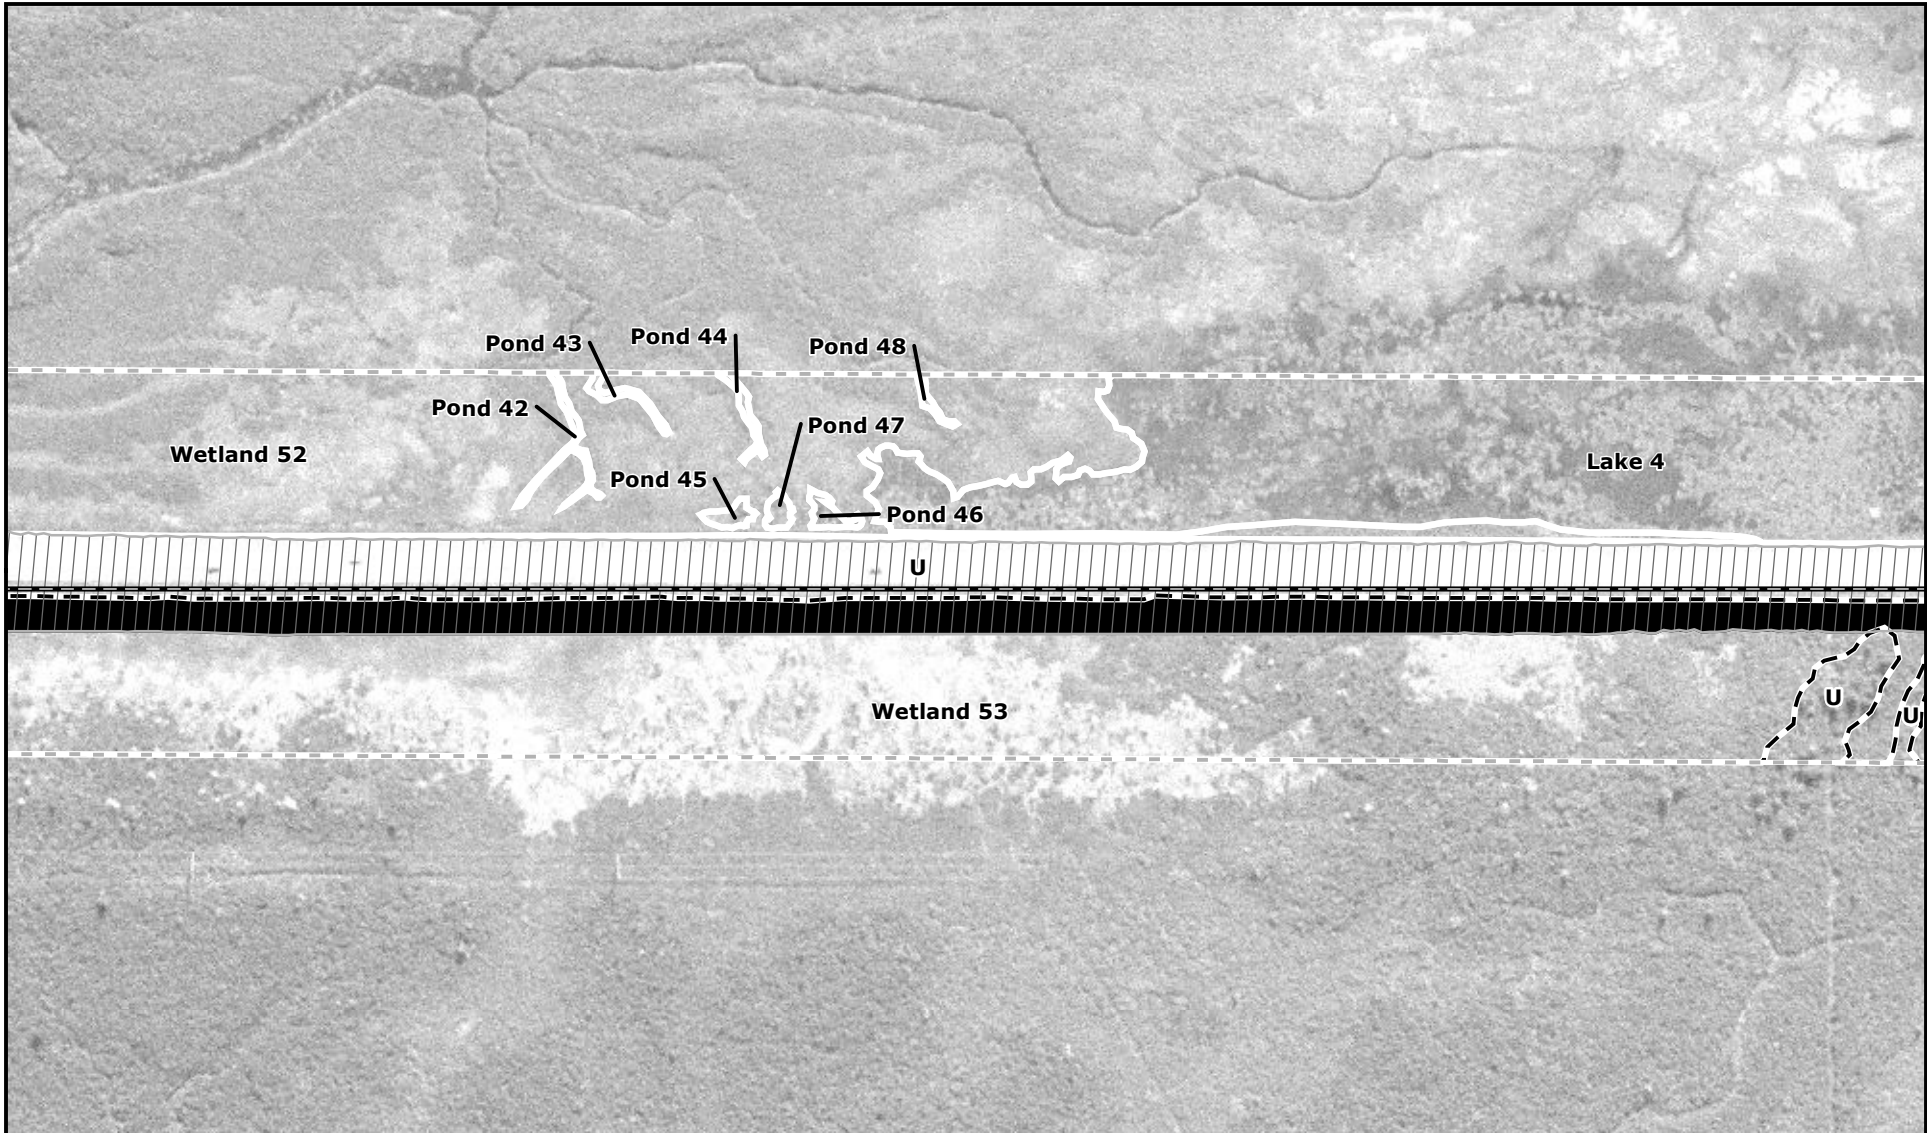 Pond 43
Pond 44
Pond 48
Pond 42
Pond 47
Wetland 52
Lake 4
Pond 45
Pond 46
U
U
Wetland 53
U